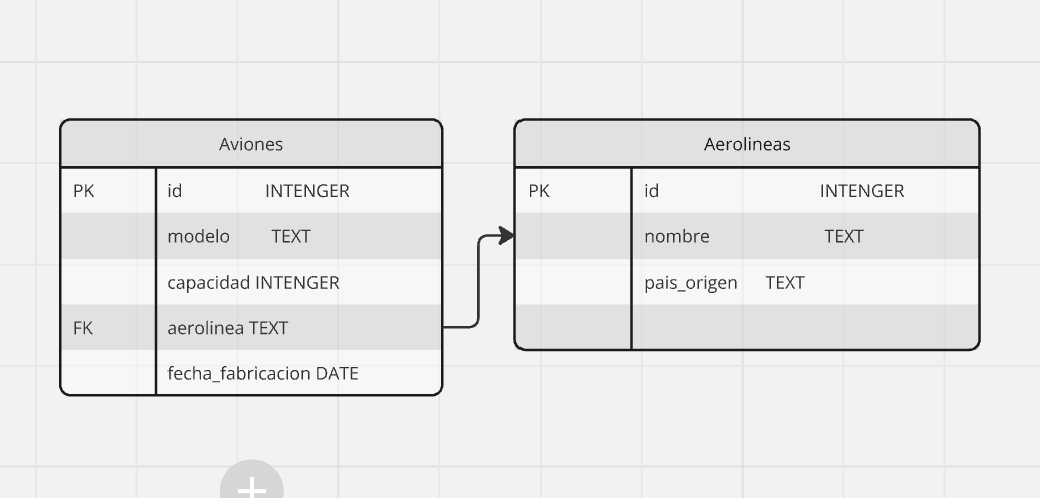 Aviones
PK id INTENGER
modelo TEXT
capacidad INTENGER
FK aerolinea TEXT
fecha_fabricacion DATE
Aerolineas
PK id INTENGER
nombre TEXT
pais_origen TEXT